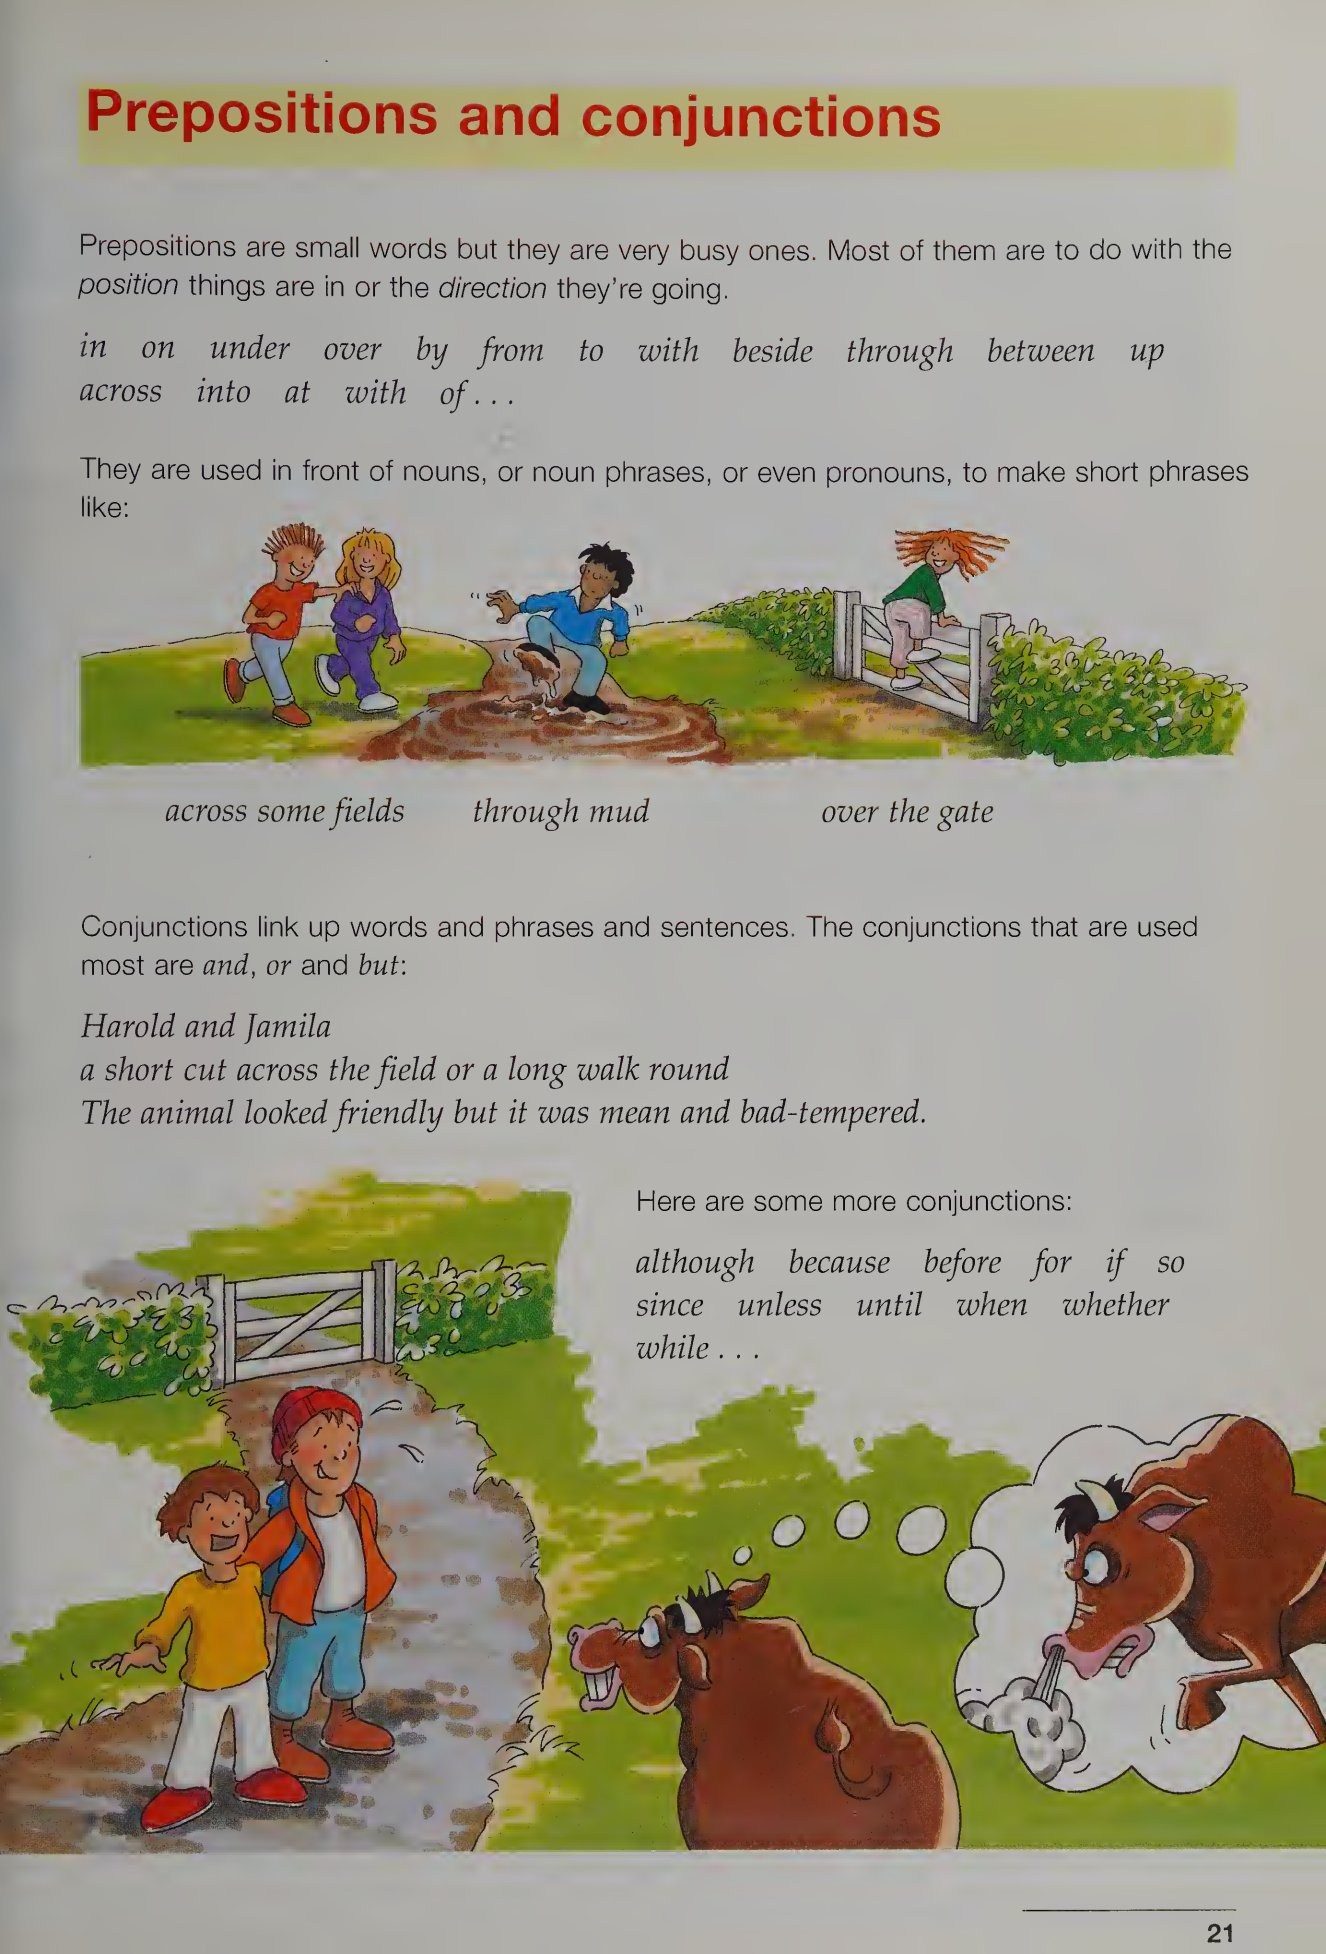 Prepositions and conjunctions
Prepositions are small words but they are very busy ones. Most of them are to do with the
position things are in or the direction they're going.
in on under over by from to with beside through between up
across into at with of . . .
They are used in front of nouns, or noun phrases, or even pronouns, to make short phrases
like:
across some fields through mud over the gate
Conjunctions link up words and phrases and sentences. The conjunctions that are used
most are and, or and but:
Harold and Jamila
a short cut across the field or a long walk round
The animal looked friendly but it was mean and bad-tempered.
Here are some more conjunctions:
although because before for if so
since unless until when whether
while . . .
21